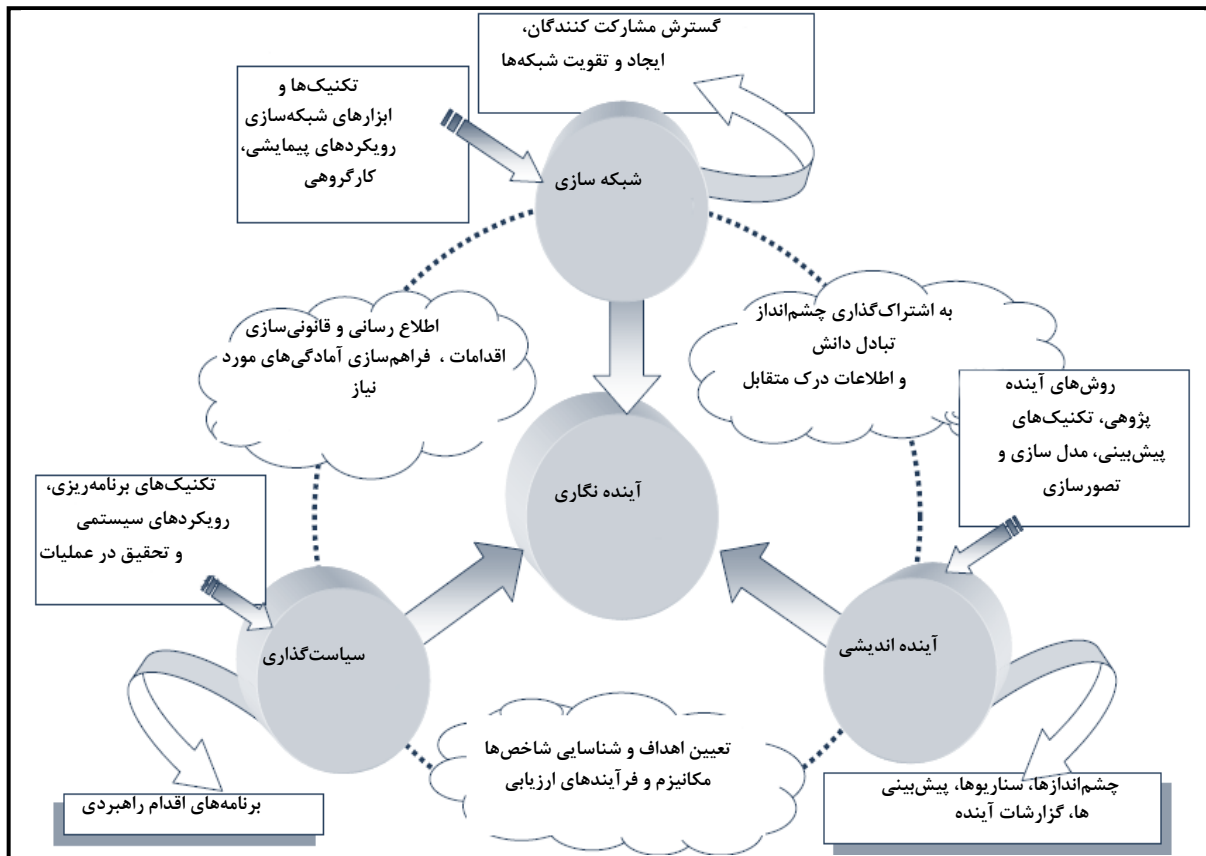 گسترش مشارکت کنندگان،
ایجاد و تقویت شبکه‌ها
تکنیک‌ها و
ابزارهای شبکه‌سازی
رویکردهای پیمایشی،
کارگروهی
شبکه سازی
به اشتراک‌گذاری چشم‌انداز
تبادل دانش
و اطلاعات درک متقابل
اطلاع رسانی و قانونی‌سازی
اقدامات ، فراهم‌سازی آمادگی‌های مورد
نیاز
روش‌های آینده
پژوهی، تکنیک‌های
پیش‌بینی، مدل سازی و
تصورسازی
آینده نگاری
تکنیک‌های برنامه‌ریزی،
رویکردهای سیستمی
و تحقیق در عملیات
آینده اندیشی
سیاست‌گذاری
تعیین اهداف و شناسایی شاخص‌ها
مکانیزم و فرآیندهای ارزیابی
چشم‌اندازها، سناریوها، پیش‌بینی
ها، گزارشات آینده
برنامه‌های اقدام راهبردی